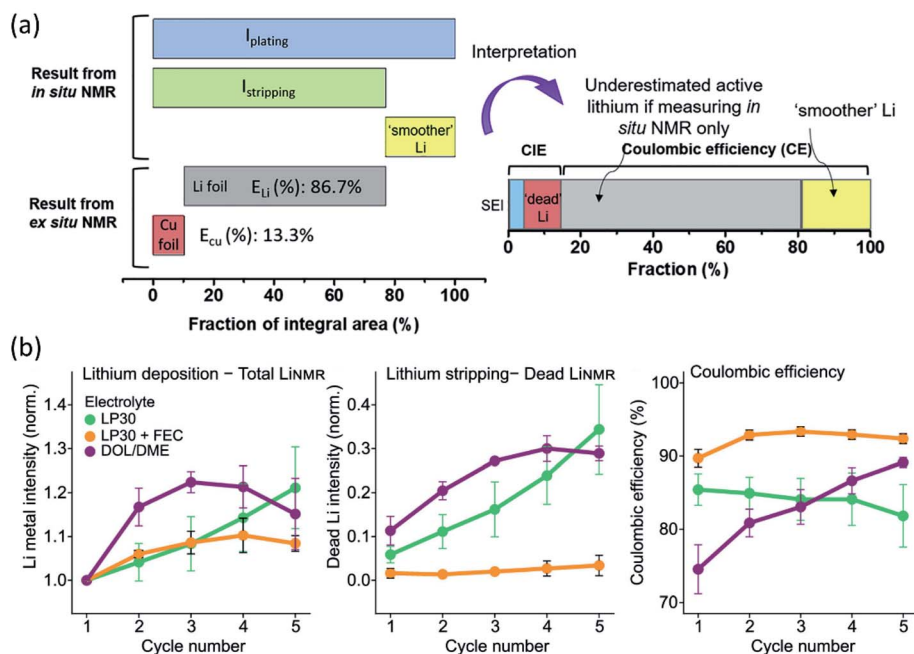 (a)
Result from
in situ NMR
Iplating
Istripping
'smoother'
Li
Result from
ex situ NMR
Li foil ELi (%): 86.7%
Cu
foil
Ecu (%): 13.3%
0 20 40 60 80 100
Fraction of integral area (%)
Interpretation
Underestimated active
lithium if measuring in
situ NMR only
'smoother' Li
CIE
Coulombic efficiency (CE)
SEI
'dead'
Li
0 20 40 60 80 100
Fraction (%)
(b)
Lithium deposition – Total LiNMR
Electrolyte
LP30
LP30 + FEC
DOL/DME
Li metal intensity (norm.)
1.4
1.3
1.2
1.1
1.0
1 2 3 4 5
Cycle number
Lithium stripping– Dead LiNMR
Dead Li intensity (norm.)
0.4
0.3
0.2
0.1
0.0
1 2 3 4 5
Cycle number
Coulombic efficiency
Coulombic efficiency (%)
100
90
80
70
1 2 3 4 5
Cycle number